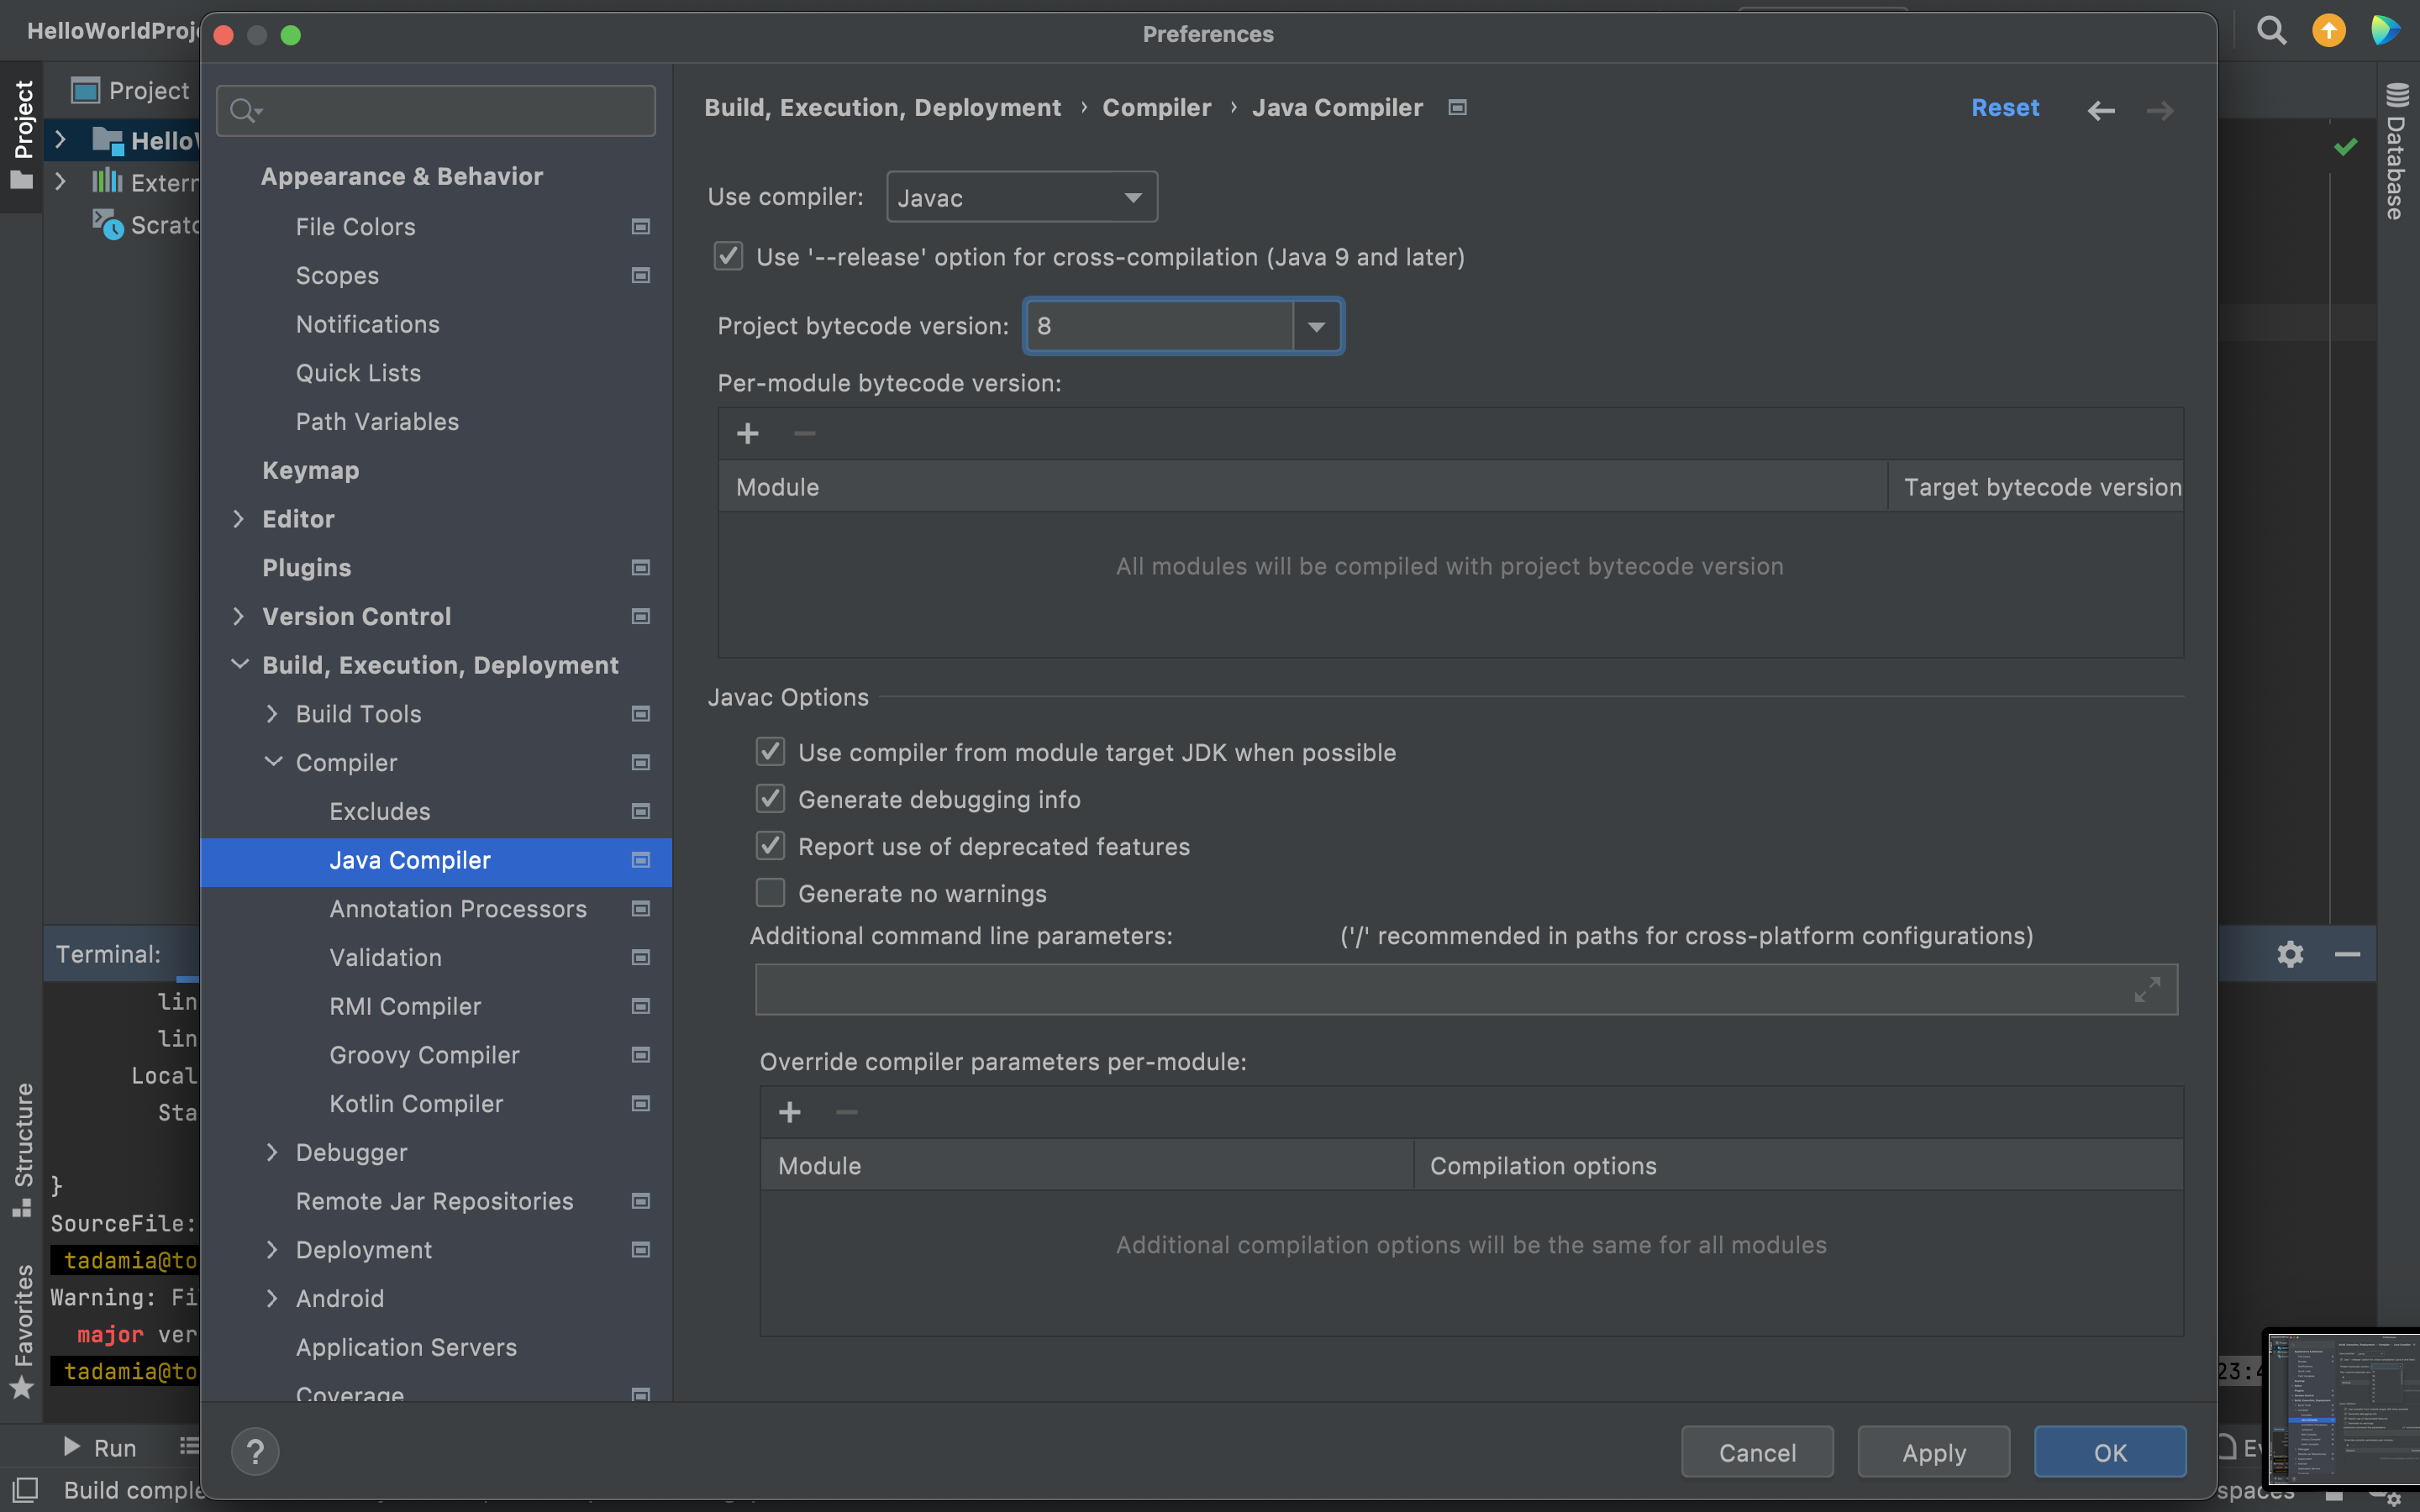 HelloWorldProj
Preferences
Project
Project
Hello
Extern
Scratc
Database
Appearance & Behavior
File Colors
Scopes
Notifications
Quick Lists
Path Variables
Keymap
Editor
Plugins
Version Control
Build, Execution, Deployment
Build Tools
Compiler
Excludes
Java Compiler
Annotation Processors
Validation
RMI Compiler
Groovy Compiler
Kotlin Compiler
Debugger
Remote Jar Repositories
Deployment
Android
Application Servers
Coverage
Build, Execution, Deployment › Compiler › Java Compiler
Reset
Use compiler: Javac
Use '--release' option for cross-compilation (Java 9 and later)
Project bytecode version: 8
Per-module bytecode version:
Module Target bytecode version
All modules will be compiled with project bytecode version
Javac Options
Use compiler from module target JDK when possible
Generate debugging info
Report use of deprecated features
Generate no warnings
Additional command line parameters: ('/' recommended in paths for cross-platform configurations)
Override compiler parameters per-module:
Module Compilation options
Additional compilation options will be the same for all modules
? Cancel Apply OK
Terminal:
lin
lin
Local
Sta
}
SourceFile:
tadamia@to
Warning: Fi
major ver
tadamia@to
23:4
Structure
Favorites
Run
Ev
Build comple
spaces